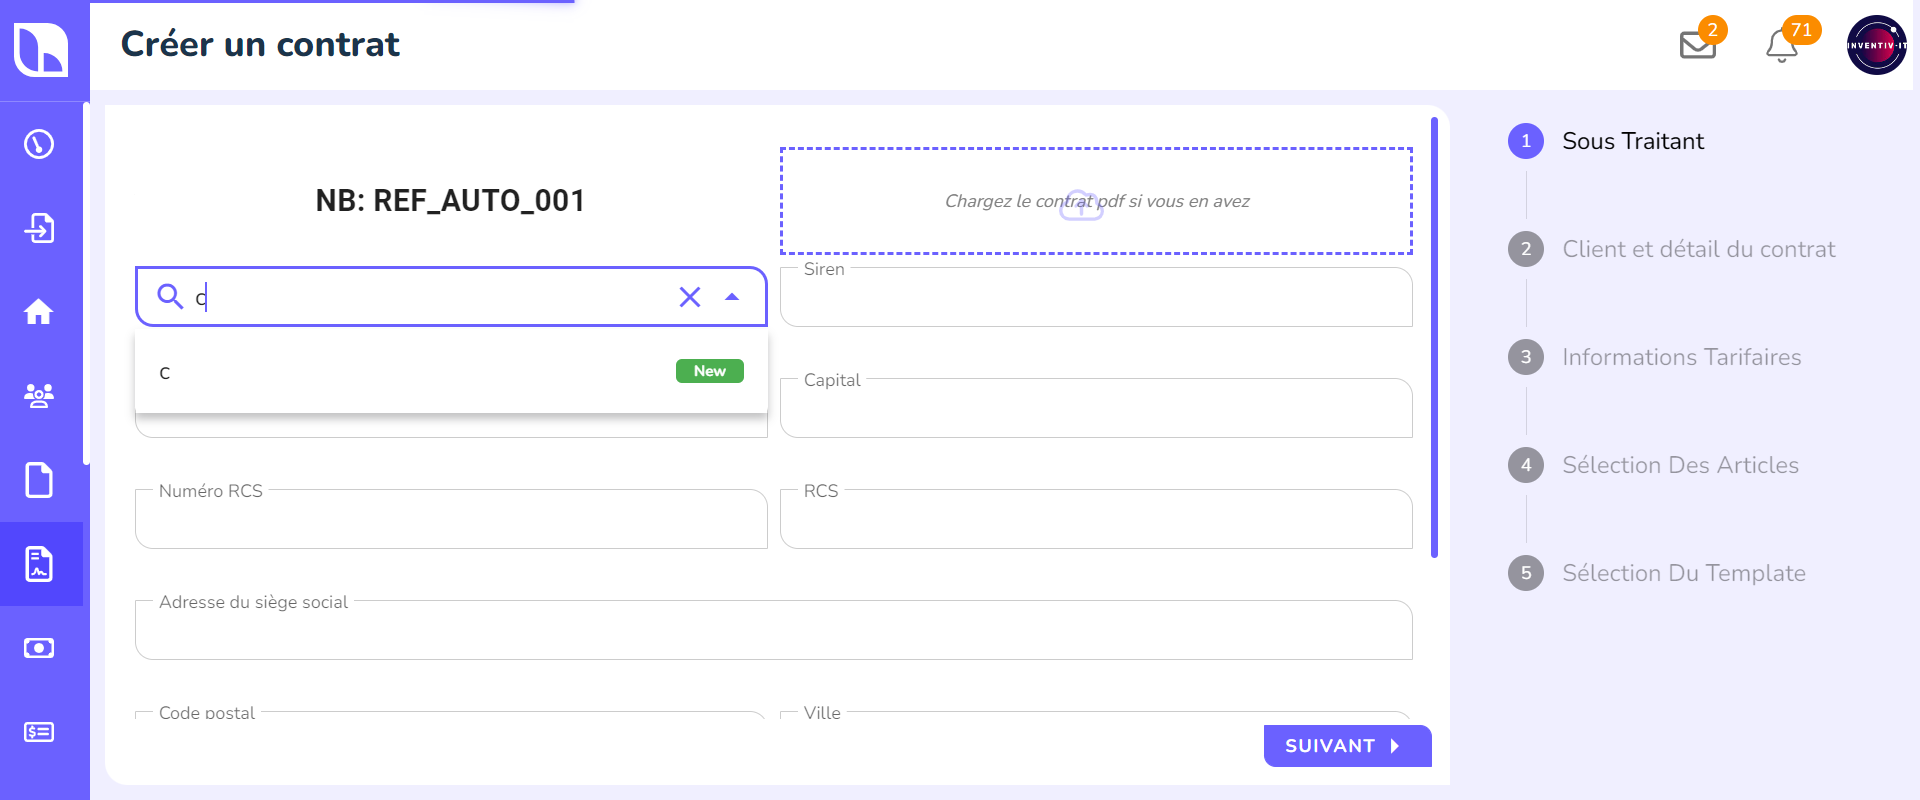 Créer un contrat
2
71
INVENTIV-IT
NB: REF_AUTO_001
Chargez le contrat pdf si vous en avez
c
Siren
c
New
Capital
Numéro RCS
RCS
Adresse du siège social
Code postal
Ville
SUIVANT
1 Sous Traitant
2 Client et détail du contrat
3 Informations Tarifaires
4 Sélection Des Articles
5 Sélection Du Template